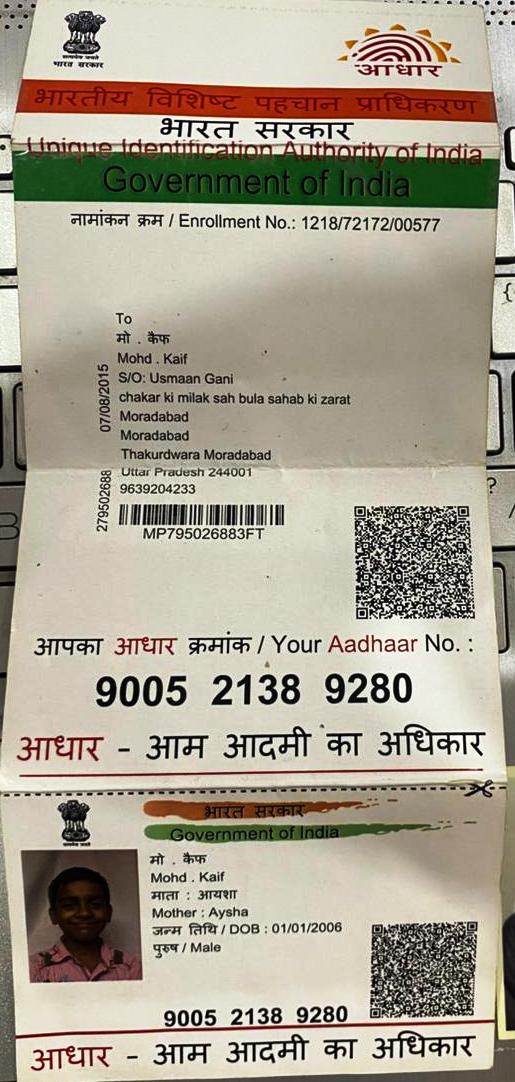 सत्यमेव जयते
भारत सरकार
आधार
भारतीय विशिष्ट पहचान प्राधिकरण
भारत सरकार
Unique Identification Authority of India
Government of India
नामांकन क्रम / Enrollment No.: 1218/72172/00577
To
मो . कैफ
Mohd . Kaif
S/O: Usmaan Gani
chakar ki milak sah bula sahab ki zarat
Moradabad
Moradabad
Thakurdwara Moradabad
Uttar Pradesh 244001
9639204233
279502688 07/08/2015
MP795026883FT
आपका आधार क्रमांक / Your Aadhaar No. :
9005 2138 9280
आधार - आम आदमी का अधिकार
भारत सरकार
Government of India
मो . कैफ
Mohd . Kaif
माता : आयशा
Mother : Aysha
जन्म तिथि / DOB : 01/01/2006
पुरुष / Male
9005 2138 9280
आधार - आम आदमी का अधिकार